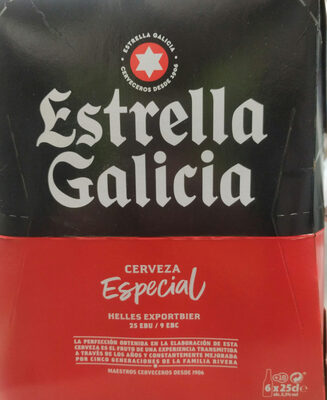 ESTRELLA GALICIA
CERVECEROS DESDE 1906
Estrella
Galicia
CERVEZA
Especial
HELLES EXPORTBIER
25 EBU / 9 EBC
LA PERFECCIÓN OBTENIDA EN LA ELABORACIÓN DE ESTA
CERVEZA ES EL FRUTO DE UNA EXPERIENCIA TRANSMITIDA
A TRAVÉS DE LOS AÑOS Y CONSTANTEMENTE MEJORADA
POR CINCO GENERACIONES DE LA FAMILIA RIVERA
MAESTROS CERVECEROS DESDE 1906
6 x 25cl